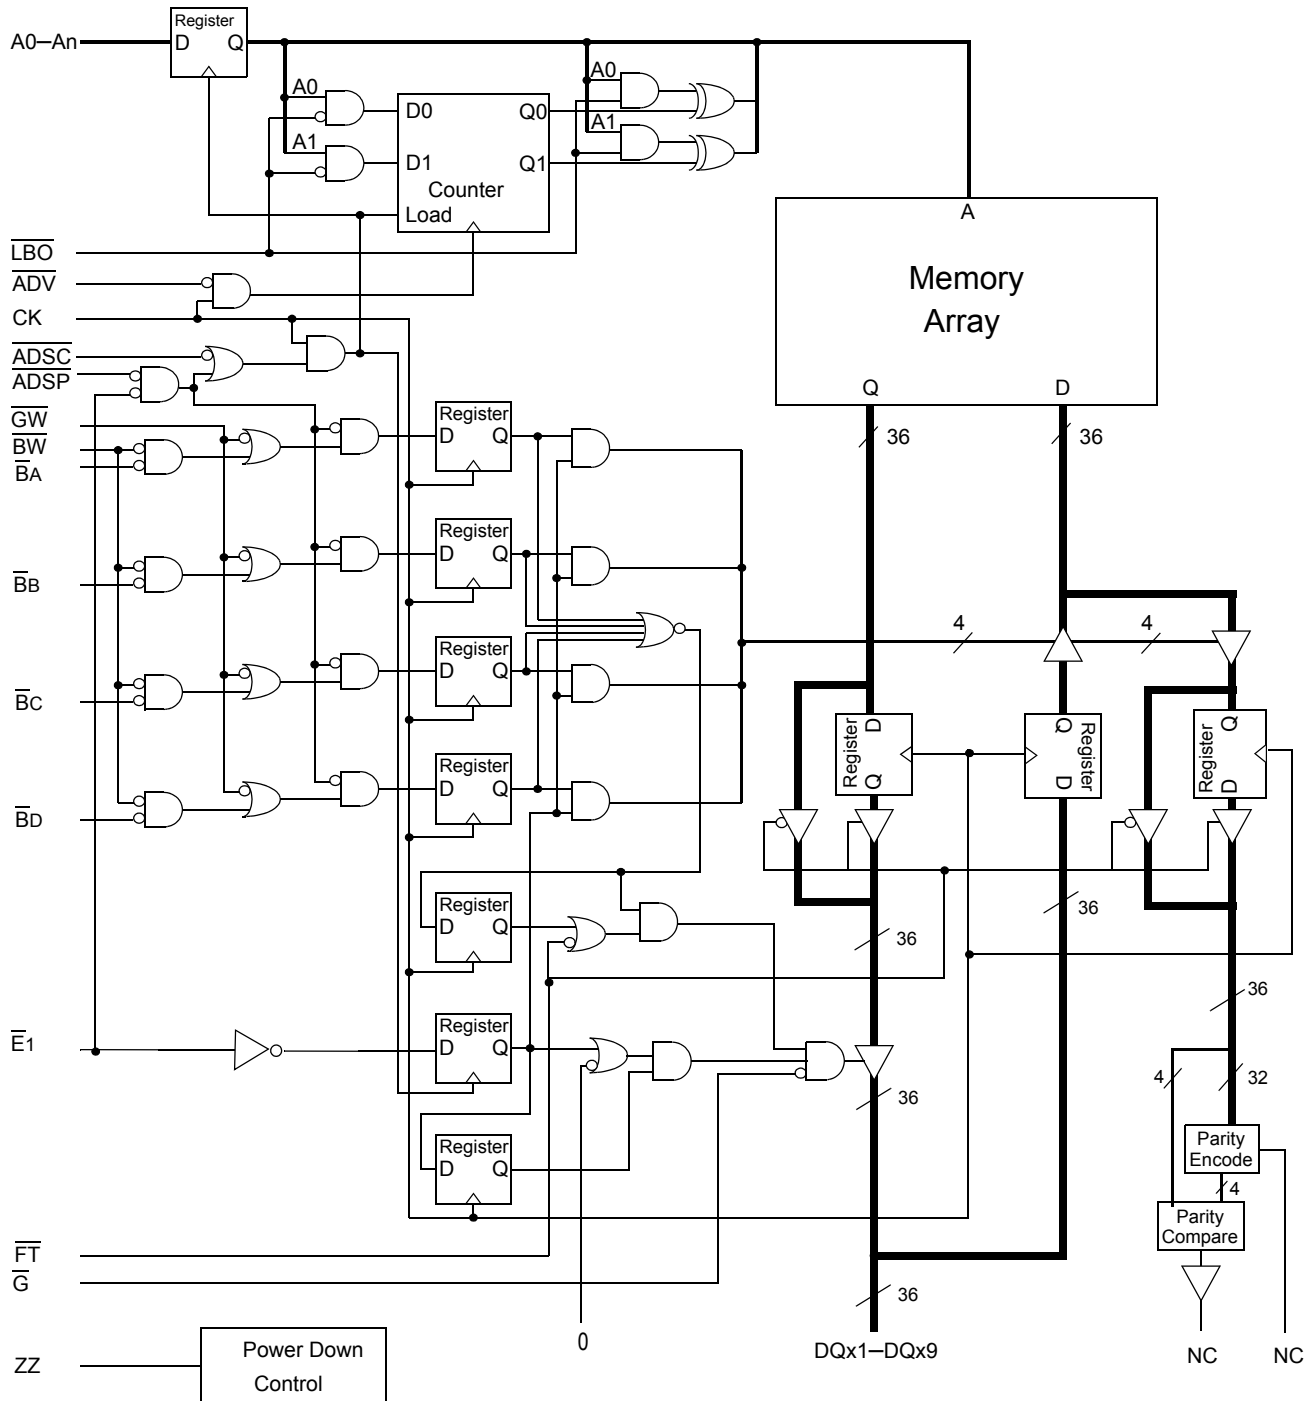 Register
A0–An
D Q
A0
A0
D0 Q0
A1
A1
D1 Q1
Counter
Load
A
LBO
Memory
ADV
Array
CK
ADSC
ADSP
Q D
GW
Register
BW
D Q
36
36
BA
Register
D Q
BB
4
4
Register
D Q
BC
Register
D
Q
Q
Register
D
Register
Q
D
Register
D Q
BD
Register
D Q
36
36
36
Register
E1
D Q
4
32
36
Register
D Q
Parity
Encode
4
Parity
Compare
FT
G
36
0
DQx1–DQx9
NC
NC
ZZ
Power Down
Control